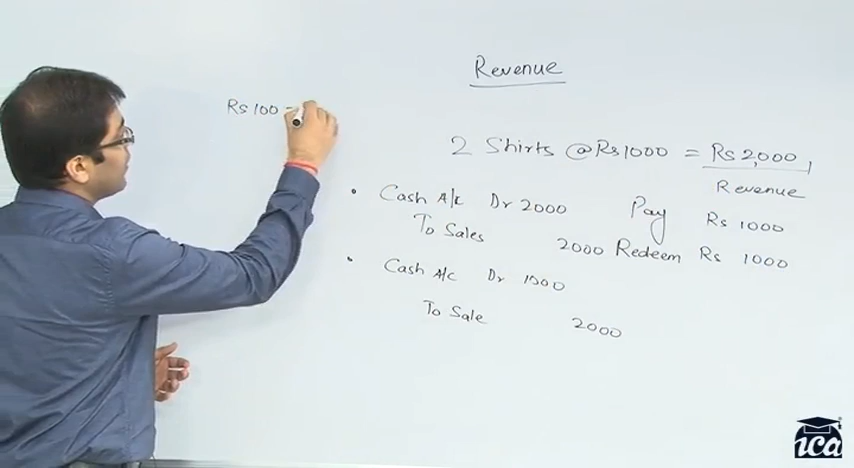 Revenue
Rs 100 -
2 Shirts @Rs1000 = Rs 2,000
Revenue
• Cash A/c Dr 2000
To Sales 2000
Pay Rs 1000
Redeem Rs 1000
• Cash A/c Dr 1000
To Sale 2000
ica